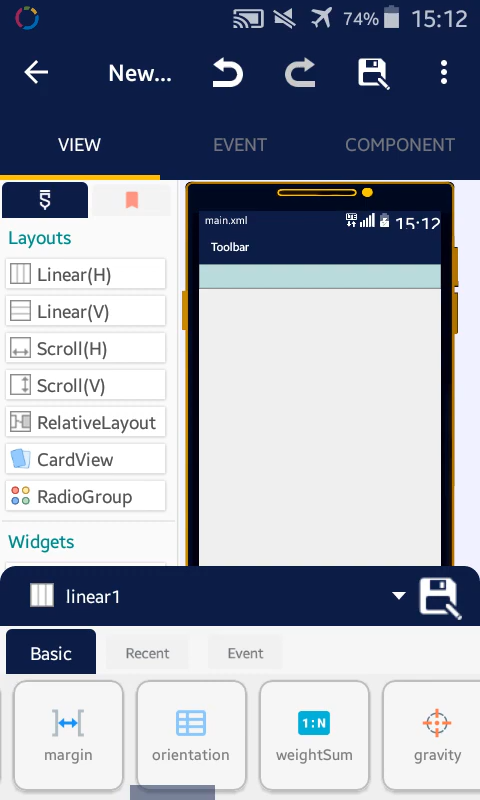 74% 15:12
New...
VIEW EVENT COMPONENT
Layouts
Linear(H)
Linear(V)
Scroll(H)
Scroll(V)
RelativeLayout
CardView
RadioGroup
Widgets
main.xml 15:12
Toolbar
linear1
Basic Recent Event
1:N
margin orientation weightSum gravity